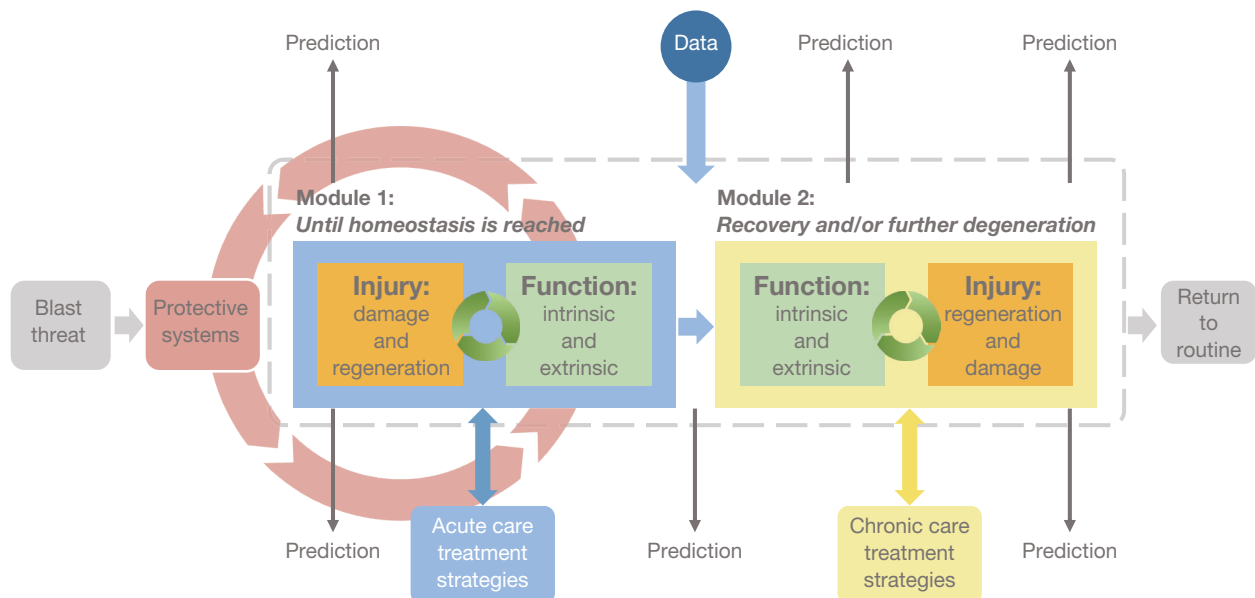 Prediction
Data
Prediction
Prediction
Module 1:
Until homeostasis is reached
Module 2:
Recovery and/or further degeneration
Blast
threat
Protective
systems
Injury:
damage
and
regeneration
Function:
intrinsic
and
extrinsic
Function:
intrinsic
and
extrinsic
Injury:
regeneration
and
damage
Return
to
routine
Prediction
Acute care
treatment
strategies
Prediction
Chronic care
treatment
strategies
Prediction